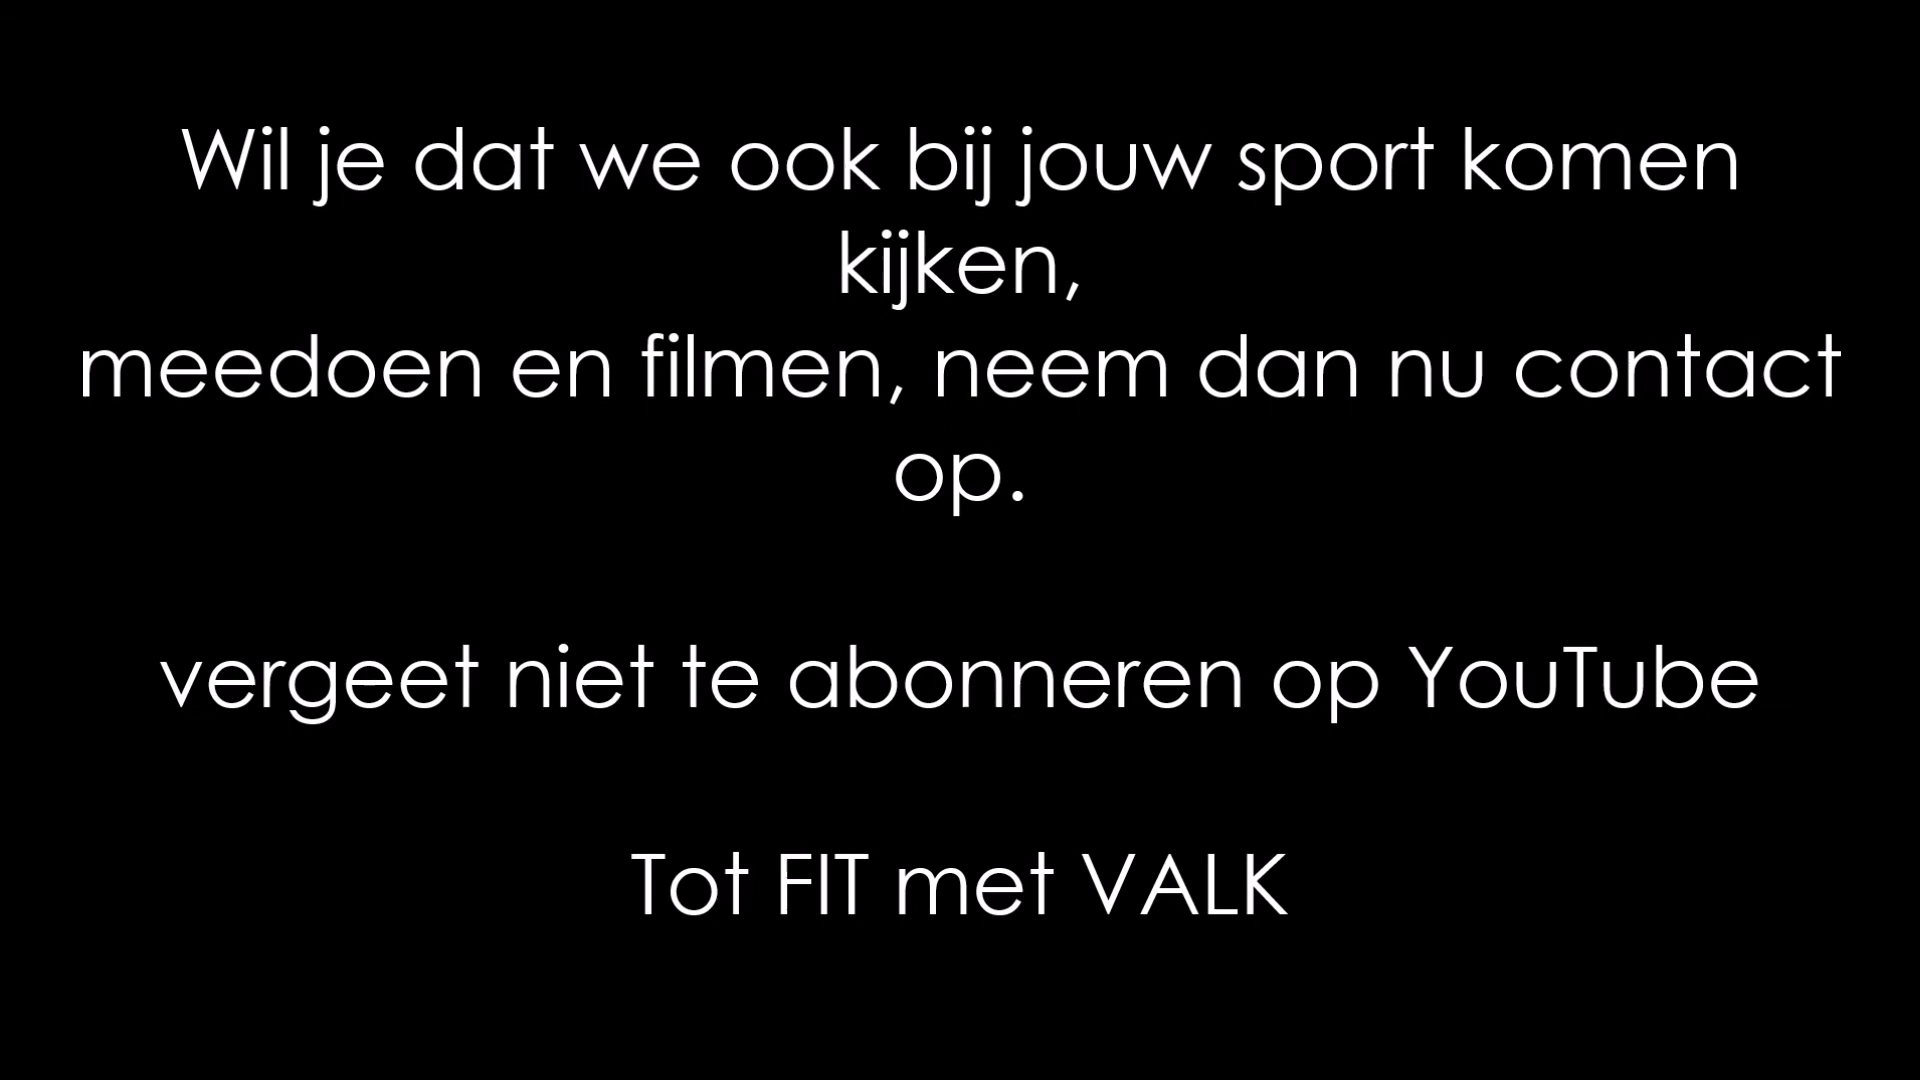 Wil je dat we ook bij jouw sport komen
kijken,
meedoen en filmen, neem dan nu contact
op.
vergeet niet te abonneren op YouTube
Tot FIT met VALK